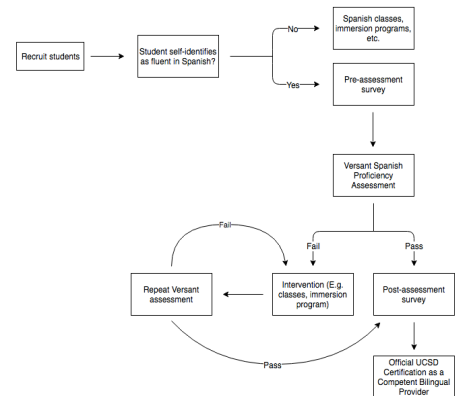 Spanish classes,
immersion programs,
etc.
No
Recruit students
Student self-identifies
as fluent in Spanish?
Yes
Pre-assessment
survey
Versant Spanish
Proficiency
Assessment
Fail
Fail
Pass
Repeat Versant
assessment
Intervention (E.g.
classes, immersion
program)
Post-assessment
survey
Pass
Official UCSD
Certification as a
Competent Bilingual
Provider